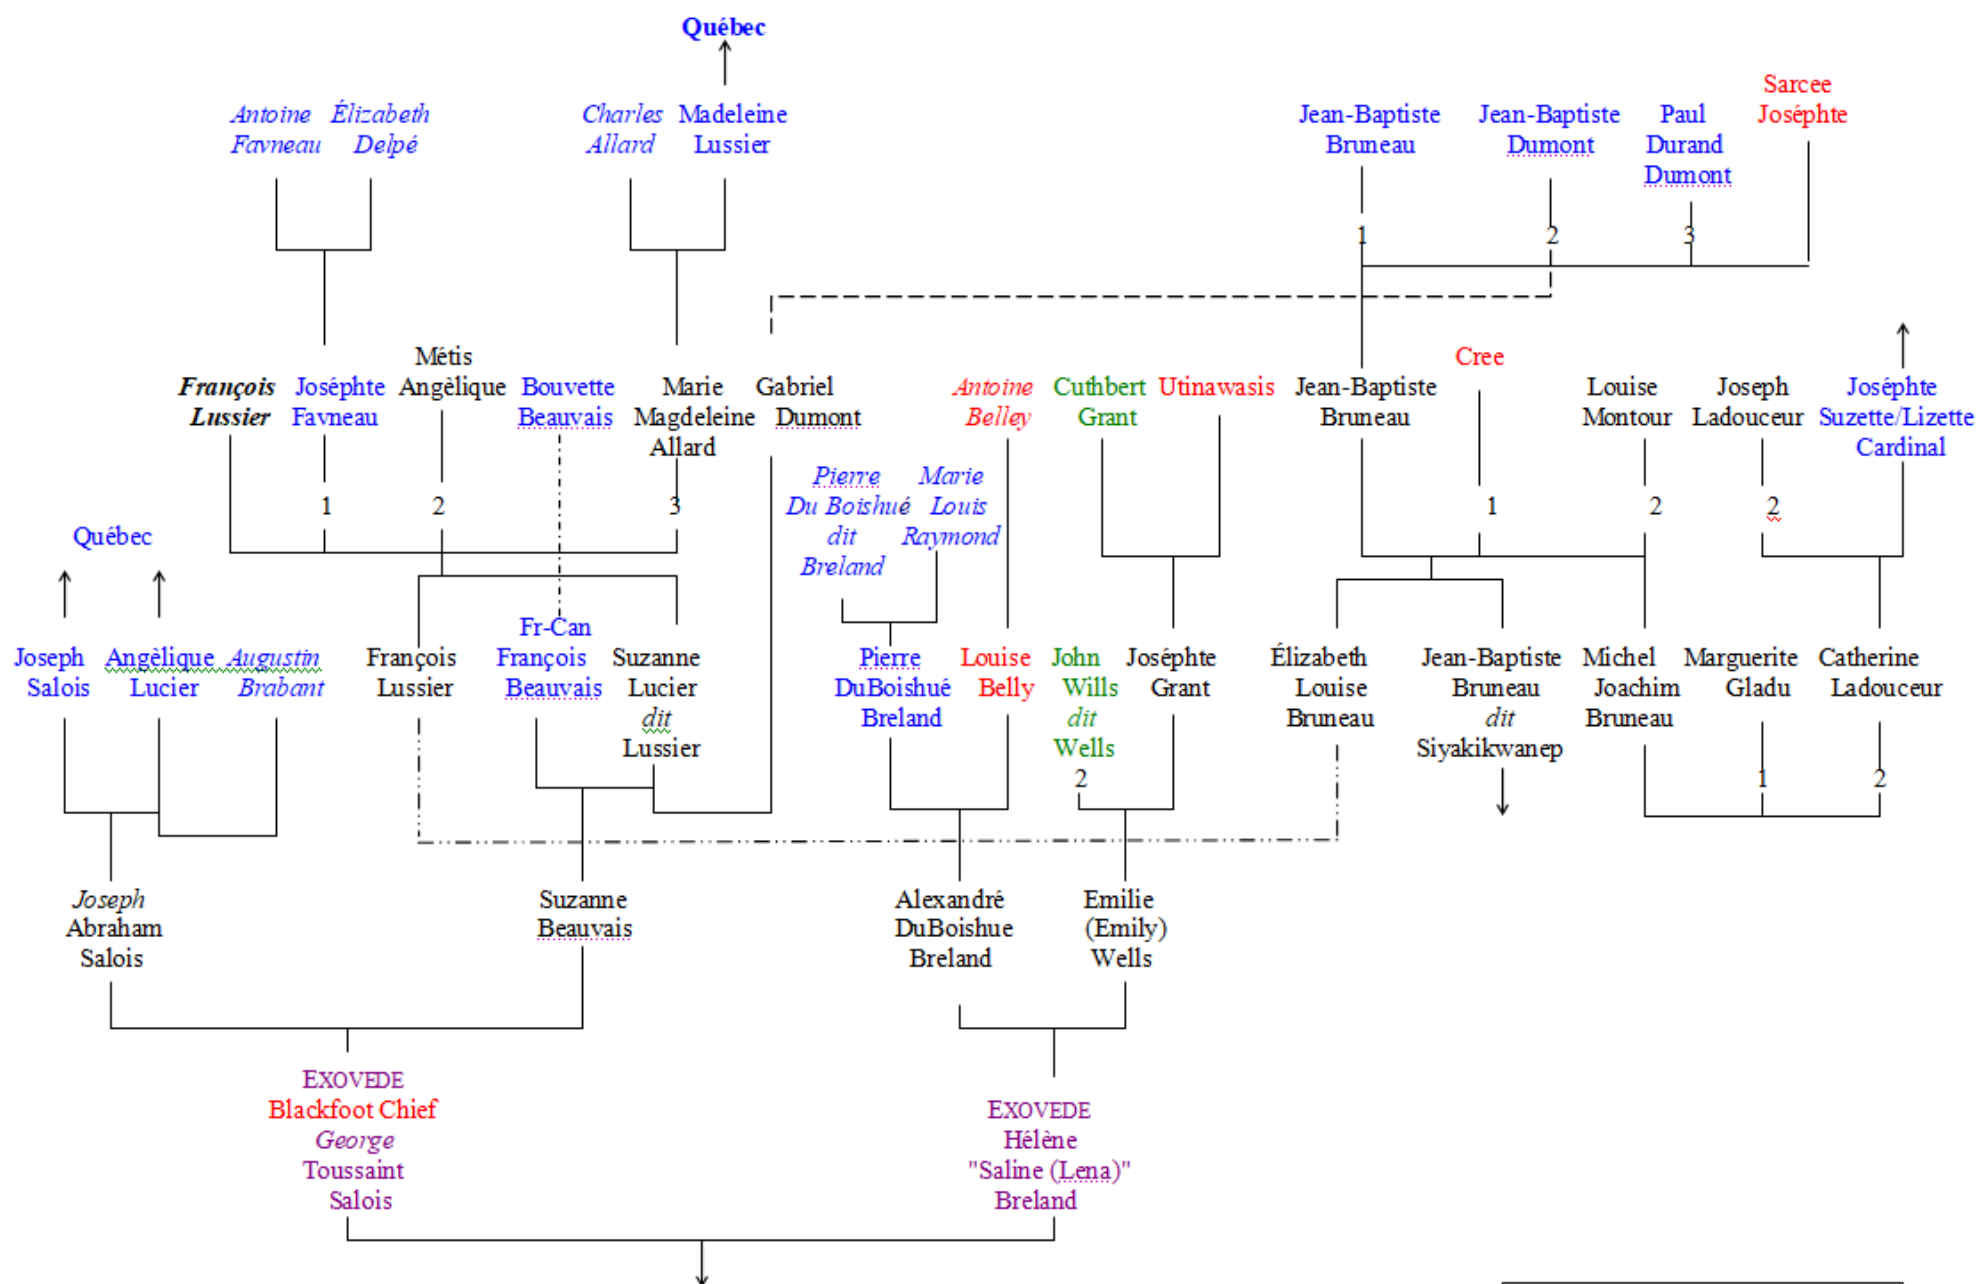 Québec
Antoine
Favneau
Élizabeth
Delpé
Charles
Allard
Madeleine
Lussier
Jean-Baptiste
Bruneau
Jean-Baptiste
Dumont
Paul
Durand
Dumont
Sarcee
Joséphte
1
2
3
François
Lussier
Joséphte
Favneau
Métis
Angèlique
Bouvette
Beauvais
Marie
Magdeleine
Allard
Gabriel
Dumont
Antoine
Belley
Cuthbert
Grant
Utinawasis
Jean-Baptiste
Bruneau
Cree
Louise
Montour
Joseph
Ladouceur
Joséphte
Suzette/Lizette
Cardinal
Pierre
Du Boishué
dit
Breland
Marie
Louis
Raymond
1
2
3
1
2
2
Québec
Joseph
Salois
Angèlique
Lucier
Augustin
Brabant
François
Lussier
Fr-Can
François
Beauvais
Suzanne
Lucier
dit
Lussier
Pierre
DuBoishué
Breland
Louise
Belly
John
Wills
dit
Wells
2
Joséphte
Grant
Élizabeth
Louise
Bruneau
Jean-Baptiste
Bruneau
dit
Siyakikwanep
Michel
Joachim
Bruneau
Marguerite
Gladu
1
Catherine
Ladouceur
2
Joseph
Abraham
Salois
Suzanne
Beauvais
Alexandré
DuBoishue
Breland
Emilie
(Emily)
Wells
EXOVEDE
Blackfoot Chief
George
Toussaint
Salois
EXOVEDE
Hélène
"Saline (Lena)"
Breland